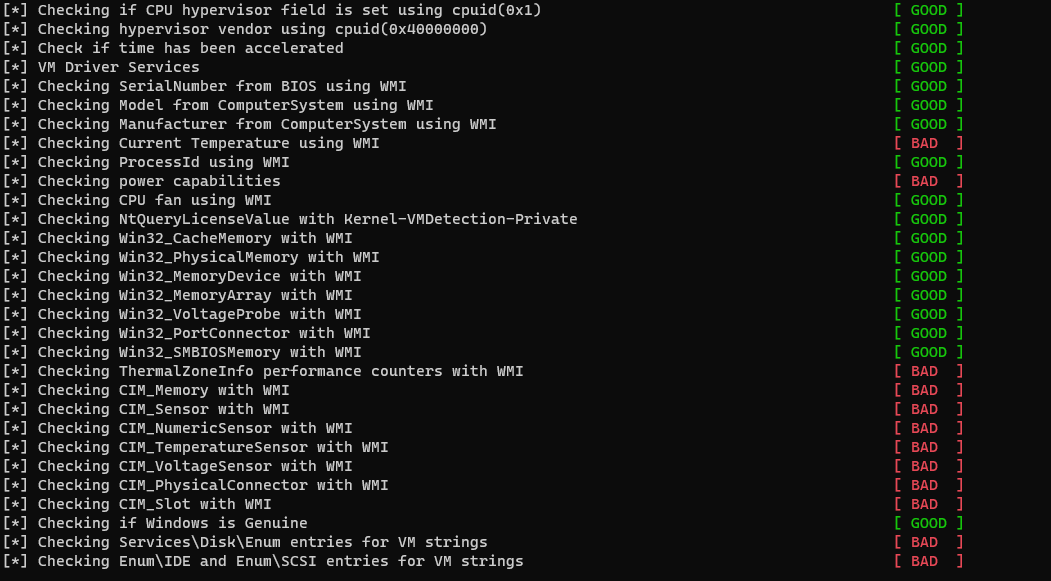 [*] Checking if CPU hypervisor field is set using cpuid(0x1) [ GOOD ]
[*] Checking hypervisor vendor using cpuid(0x40000000) [ GOOD ]
[*] Check if time has been accelerated [ GOOD ]
[*] VM Driver Services [ GOOD ]
[*] Checking SerialNumber from BIOS using WMI [ GOOD ]
[*] Checking Model from ComputerSystem using WMI [ GOOD ]
[*] Checking Manufacturer from ComputerSystem using WMI [ GOOD ]
[*] Checking Current Temperature using WMI [ BAD ]
[*] Checking ProcessId using WMI [ GOOD ]
[*] Checking power capabilities [ BAD ]
[*] Checking CPU fan using WMI [ GOOD ]
[*] Checking NtQueryLicenseValue with Kernel-VMDetection-Private [ GOOD ]
[*] Checking Win32_CacheMemory with WMI [ GOOD ]
[*] Checking Win32_PhysicalMemory with WMI [ GOOD ]
[*] Checking Win32_MemoryDevice with WMI [ GOOD ]
[*] Checking Win32_MemoryArray with WMI [ GOOD ]
[*] Checking Win32_VoltageProbe with WMI [ GOOD ]
[*] Checking Win32_PortConnector with WMI [ GOOD ]
[*] Checking Win32_SMBIOSMemory with WMI [ GOOD ]
[*] Checking ThermalZoneInfo performance counters with WMI [ BAD ]
[*] Checking CIM_Memory with WMI [ BAD ]
[*] Checking CIM_Sensor with WMI [ BAD ]
[*] Checking CIM_NumericSensor with WMI [ BAD ]
[*] Checking CIM_TemperatureSensor with WMI [ BAD ]
[*] Checking CIM_VoltageSensor with WMI [ BAD ]
[*] Checking CIM_PhysicalConnector with WMI [ BAD ]
[*] Checking CIM_Slot with WMI [ BAD ]
[*] Checking if Windows is Genuine [ GOOD ]
[*] Checking Services\Disk\Enum entries for VM strings [ BAD ]
[*] Checking Enum\IDE and Enum\SCSI entries for VM strings [ BAD ]